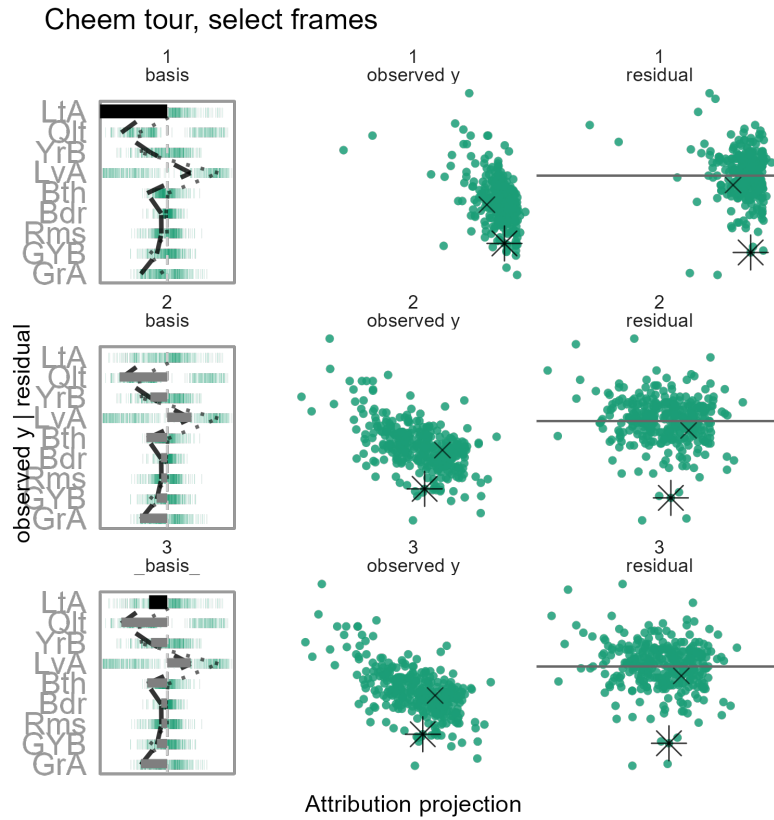 Cheem tour, select frames
1
basis
1
observed y
1
residual
LtA
Qlt
YrB
LvA
Bth
Bdr
Rms
GYB
GrA
2
basis
2
observed y
2
residual
LtA
Qlt
YrB
LvA
Bth
Bdr
Rms
GYB
GrA
observed y | residual
3
_basis_
3
observed y
3
residual
LtA
Qlt
YrB
LvA
Bth
Bdr
Rms
GYB
GrA
Attribution projection